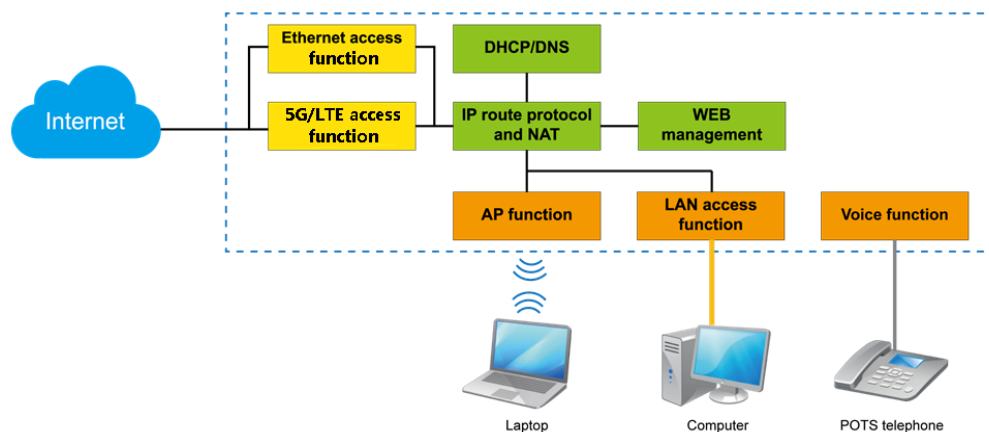 Ethernet access
function
DHCP/DNS
Internet
5G/LTE access
function
IP route protocol
and NAT
WEB
management
AP function
LAN access
function
Voice function
Laptop
Computer
POTS telephone